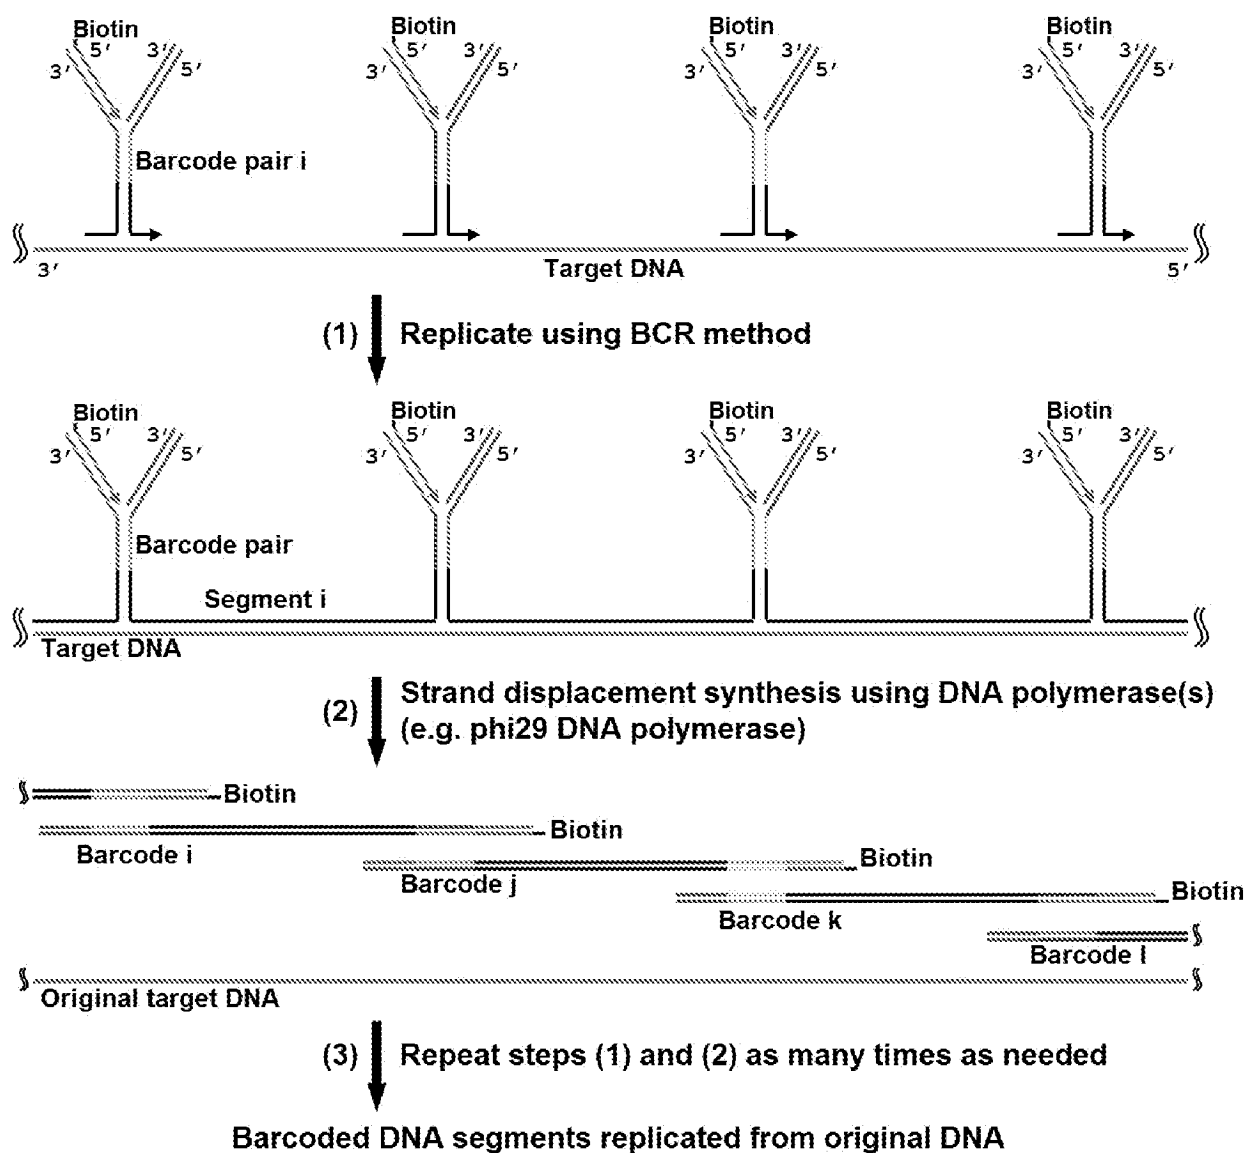 Biotin Biotin Biotin Biotin
5′ 3′ 5′ 3′ 5′ 3′ 5′ 3′
3′ 5′ 3′ 5′ 3′ 5′ 3′ 5′
Barcode pair i
3′ Target DNA 5′
(1) Replicate using BCR method
Biotin Biotin Biotin Biotin
5′ 3′ 5′ 3′ 5′ 3′ 5′ 3′
3′ 5′ 3′ 5′ 3′ 5′ 3′ 5′
Barcode pair
Segment i
Target DNA
(2) Strand displacement synthesis using DNA polymerase(s)
(e.g. phi29 DNA polymerase)
Biotin
Biotin
Barcode i
Biotin
Barcode j
Biotin
Barcode k
Barcode l
Original target DNA
(3) Repeat steps (1) and (2) as many times as needed
Barcoded DNA segments replicated from original DNA